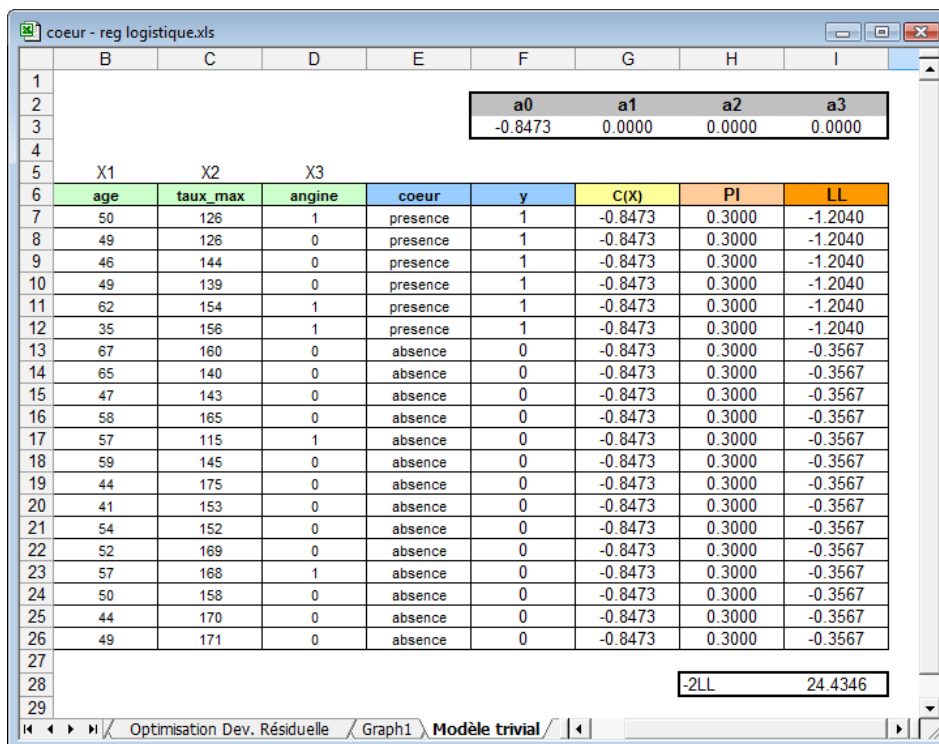 coeur - reg logistique.xls
B C D E F G H I
1
2 a0 a1 a2 a3
3 -0.8473 0.0000 0.0000 0.0000
4
5 X1 X2 X3
6 age taux_max angine coeur y C(X) PI LL
7 50 126 1 presence 1 -0.8473 0.3000 -1.2040
8 49 126 0 presence 1 -0.8473 0.3000 -1.2040
9 46 144 0 presence 1 -0.8473 0.3000 -1.2040
10 49 139 0 presence 1 -0.8473 0.3000 -1.2040
11 62 154 1 presence 1 -0.8473 0.3000 -1.2040
12 35 156 1 presence 1 -0.8473 0.3000 -1.2040
13 67 160 0 absence 0 -0.8473 0.3000 -0.3567
14 65 140 0 absence 0 -0.8473 0.3000 -0.3567
15 47 143 0 absence 0 -0.8473 0.3000 -0.3567
16 58 165 0 absence 0 -0.8473 0.3000 -0.3567
17 57 115 1 absence 0 -0.8473 0.3000 -0.3567
18 59 145 0 absence 0 -0.8473 0.3000 -0.3567
19 44 175 0 absence 0 -0.8473 0.3000 -0.3567
20 41 153 0 absence 0 -0.8473 0.3000 -0.3567
21 54 152 0 absence 0 -0.8473 0.3000 -0.3567
22 52 169 0 absence 0 -0.8473 0.3000 -0.3567
23 57 168 1 absence 0 -0.8473 0.3000 -0.3567
24 50 158 0 absence 0 -0.8473 0.3000 -0.3567
25 44 170 0 absence 0 -0.8473 0.3000 -0.3567
26 49 171 0 absence 0 -0.8473 0.3000 -0.3567
27
28 -2LL 24.4346
29
Optimisation Dev. Résiduelle Graph1 Modèle trivial